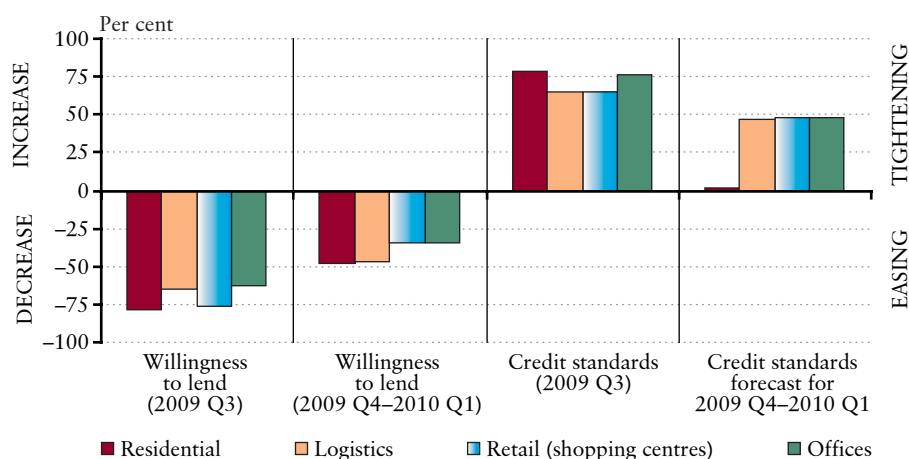 Per cent
100
75
50
25
0
−25
−50
−75
−100
INCREASE
DECREASE
TIGHTENING
EASING
Willingness
to lend
(2009 Q3)
Willingness
to lend
(2009 Q4–2010 Q1)
Credit standards
(2009 Q3)
Credit standards
forecast for
2009 Q4–2010 Q1
Residential
Logistics
Retail (shopping centres)
Offices